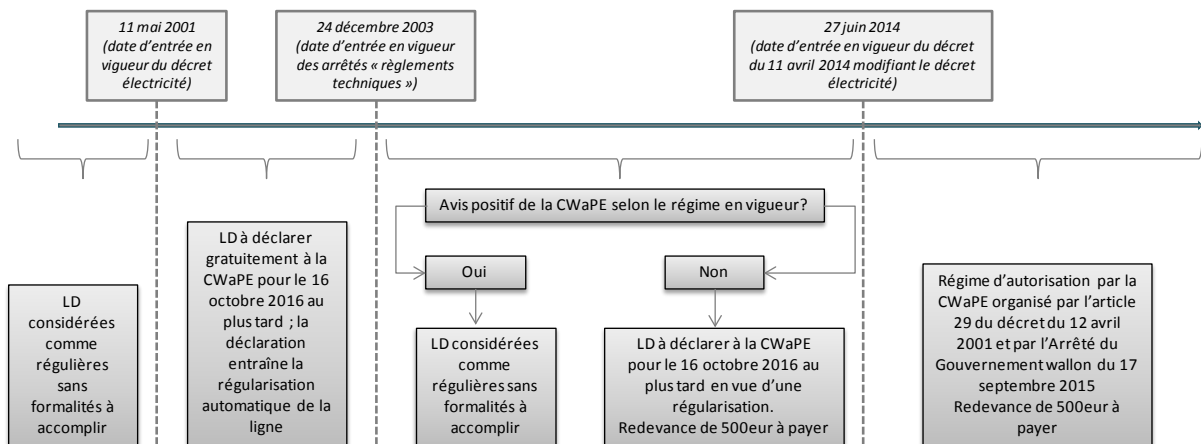 11 mai 2001
(date d'entrée en
vigueur du décret
électricité)
24 décembre 2003
(date d'entrée en vigueur
des arrêtés « règlements
techniques »)
27 juin 2014
(date d'entrée en vigueur du décret
du 11 avril 2014 modifiant le décret
électricité)
Avis positif de la CWaPE selon le régime en vigueur?
Oui
Non
LD
considérées
comme
régulières
sans
formalités à
accomplir
LD à déclarer
gratuitement à la
CWaPE pour le 16
octobre 2016 au
plus tard ; la
déclaration
entraîne la
régularisation
automatique de la
ligne
LD considérées
comme
régulières sans
formalités à
accomplir
LD à déclarer à la CWaPE
pour le 16 octobre 2016 au
plus tard en vue d'une
régularisation.
Redevance de 500eur à payer
Régime d'autorisation par la
CWaPE organisé par l'article
29 du décret du 12 avril
2001 et par l'Arrêté du
Gouvernement wallon du 17
septembre 2015
Redevance de 500eur à
payer